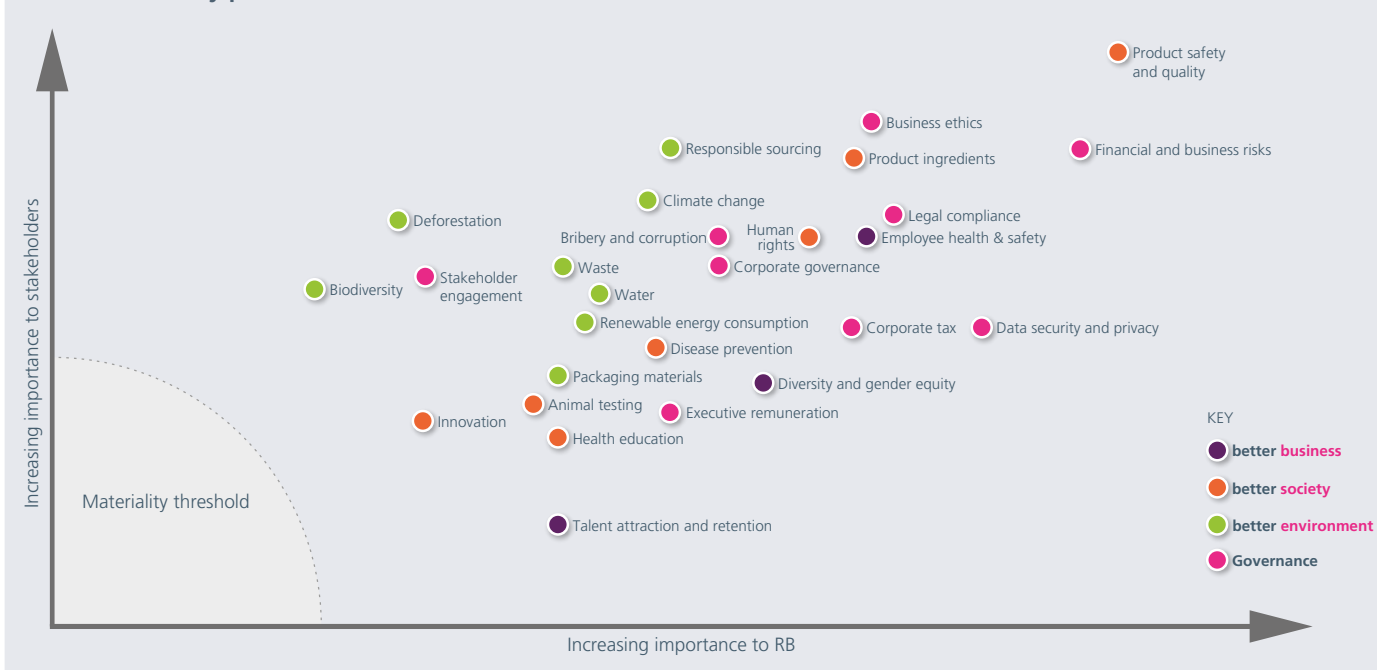 Product safety
and quality
Business ethics
Responsible sourcing
Product ingredients
Financial and business risks
Climate change
Deforestation
Legal compliance
Bribery and corruption
Human
rights
Employee health & safety
Waste
Corporate governance
Stakeholder
engagement
Biodiversity
Water
Renewable energy consumption
Corporate tax
Data security and privacy
Disease prevention
Packaging materials
Diversity and gender equity
Animal testing
Executive remuneration
Innovation
Health education
Talent attraction and retention
Materiality threshold
Increasing importance to stakeholders
Increasing importance to RB
KEY
better business
better society
better environment
Governance